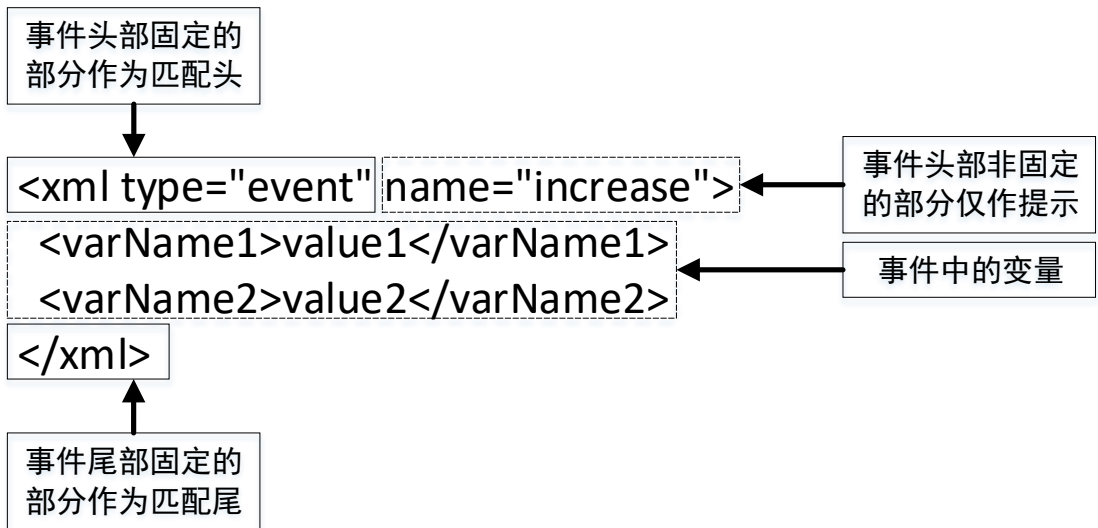 事件头部固定的
部分作为匹配头
<xml type="event" name="increase">
事件头部非固定
的部分仅作提示
<varName1>value1</varName1>
<varName2>value2</varName2>
事件中的变量
</xml>
事件尾部固定的
部分作为匹配尾